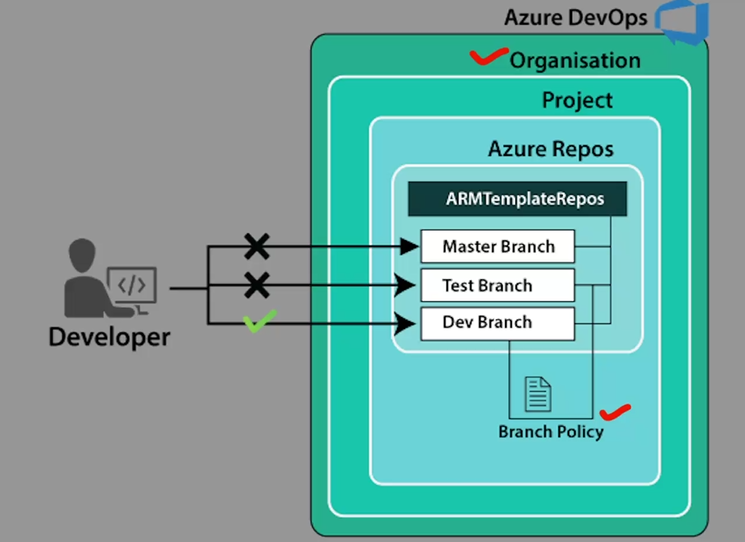 Azure DevOps
Organisation
Project
Azure Repos
ARMTemplateRepos
Master Branch
Test Branch
Dev Branch
</>
Developer
Branch Policy